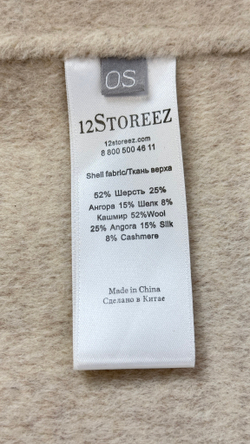 OS
12STOREEZ
12storeez.com
8 800 500 46 11
Shell fabric/Ткань верха
52% Шерсть 25%
Ангора 15% Шелк 8%
Кашмир 52%Wool
25% Angora 15% Silk
8% Cashmere
Made in China
Сделано в Китае